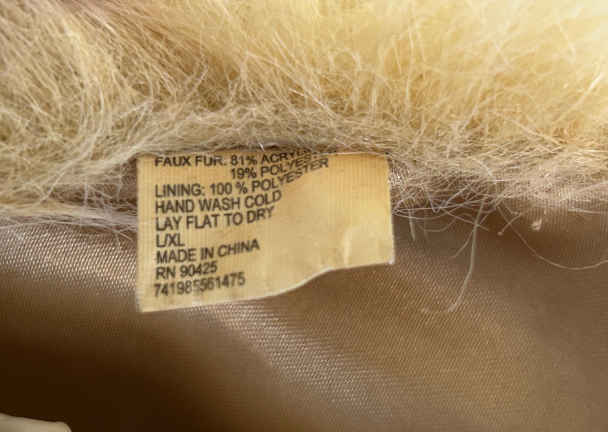 FAUX FUR: 81% ACRYLIC
19% POLYESTER
LINING: 100 % POLYESTER
HAND WASH COLD
LAY FLAT TO DRY
L/XL
MADE IN CHINA
RN 90425
741985561475